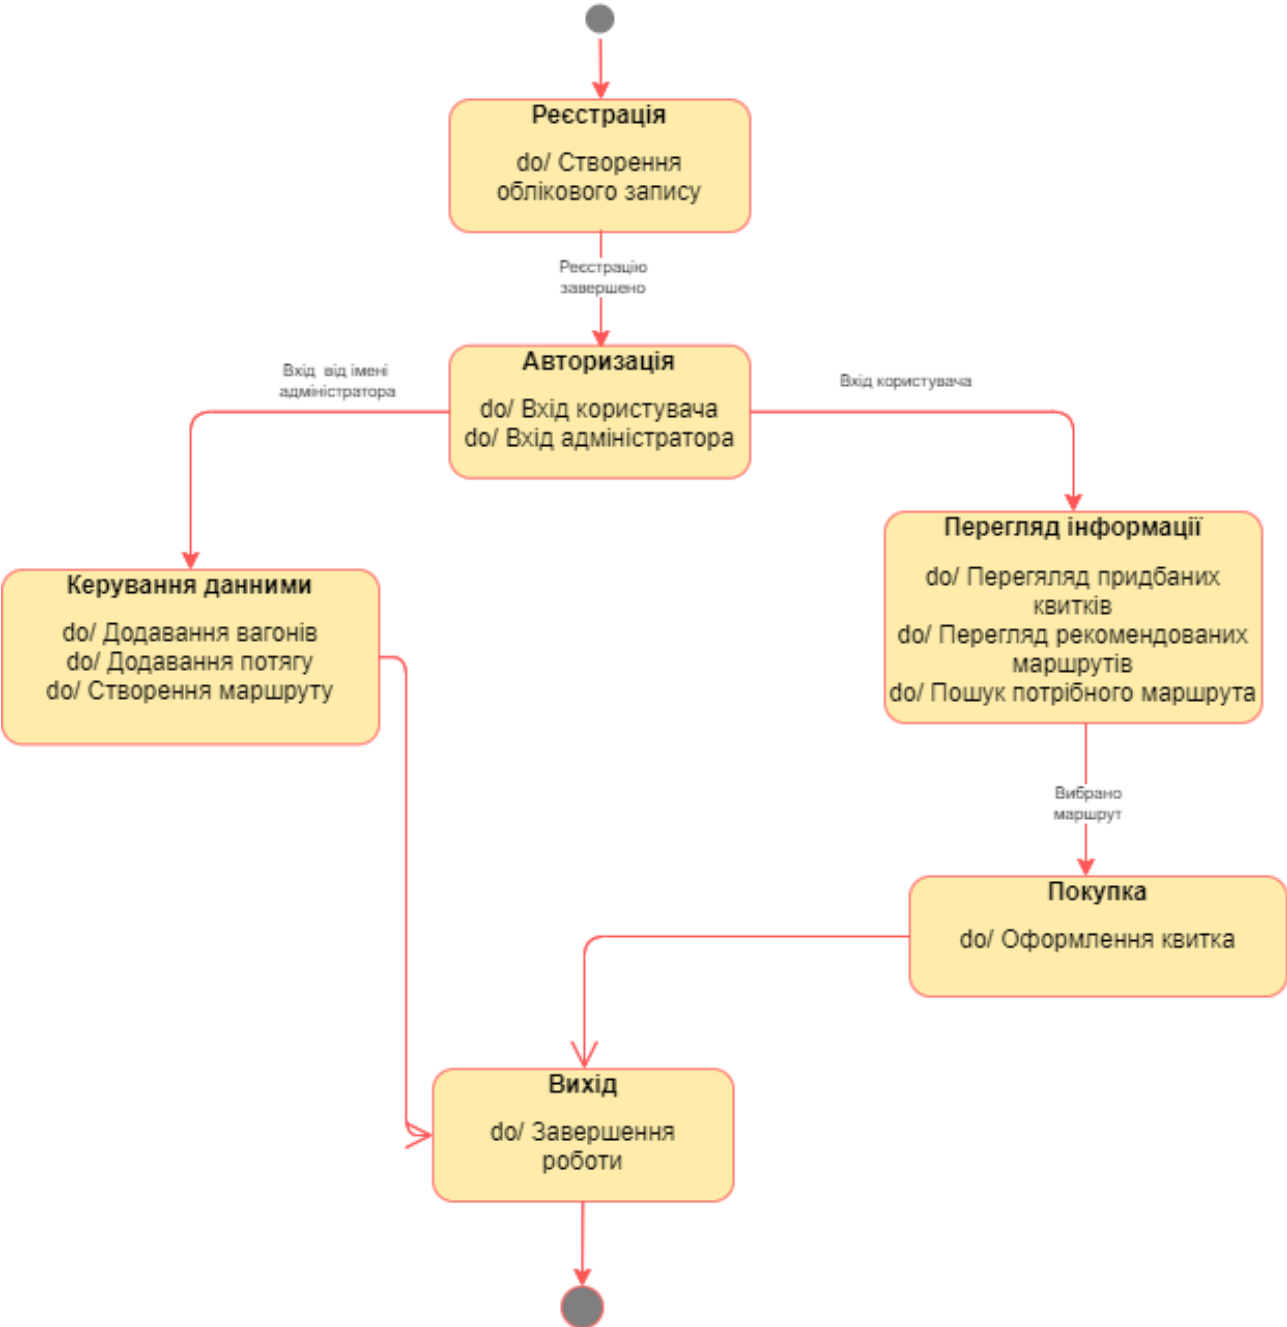 Реєстрація
do/ Створення
облікового запису
Реєстрацію
завершено
Авторизація
do/ Вхід користувача
do/ Вхід адміністратора
Вхід від імені
адміністратора
Вхід користувача
Керування данними
do/ Додавання вагонів
do/ Додавання потягу
do/ Створення маршруту
Перегляд інформації
do/ Перегяляд придбаних
квитків
do/ Перегляд рекомендованих
маршрутів
do/ Пошук потрібного маршрута
Вибрано
маршрут
Покупка
do/ Оформлення квитка
Вихід
do/ Завершення
роботи